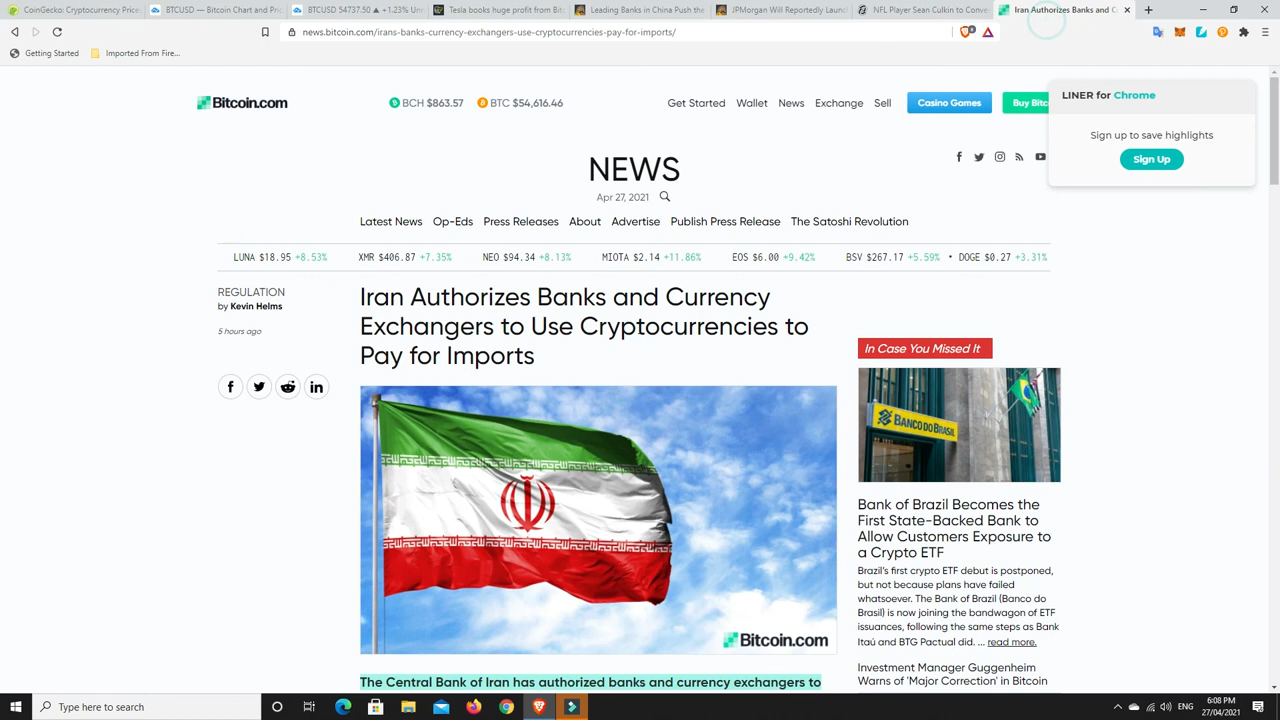 CoinGecko: Cryptocurrency Price
BTCUSD — Bitcoin Chart and Pric
BTCUSD 54737.50 ▲ +1.23% Un
Tesla books huge profit from Bit
Leading Banks in China Push the
JPMorgan Will Reportedly Launc
NFL Player Sean Culkin to Conve
Iran Authorizes Banks and Cu
news.bitcoin.com/irans-banks-currency-exchangers-use-cryptocurrencies-pay-for-imports/
Getting Started
Imported From Fire...
Bitcoin.com
BCH $863.57
BTC $54,616.46
Get Started
Wallet
News
Exchange
Sell
Casino Games
Buy Bitc
LINER for Chrome
Sign up to save highlights
Sign Up
NEWS
Apr 27, 2021
Latest News
Op-Eds
Press Releases
About
Advertise
Publish Press Release
The Satoshi Revolution
LUNA $18.95 +8.53%
XMR $406.87 +7.35%
NEO $94.34 +8.13%
MIOTA $2.14 +11.86%
EOS $6.00 +9.42%
BSV $267.17 +5.59%
• DOGE $0.27 +3.31%
REGULATION
by Kevin Helms
5 hours ago
Iran Authorizes Banks and Currency
Exchangers to Use Cryptocurrencies to
Pay for Imports
Bitcoin.com
The Central Bank of Iran has authorized banks and currency exchangers to
In Case You Missed It
BANCO DO BRASIL
Bank of Brazil Becomes the
First State-Backed Bank to
Allow Customers Exposure to
a Crypto ETF
Brazil's first crypto ETF debut is postponed,
but not because plans have failed
whatsoever. The Bank of Brazil (Banco do
Brasil) is now joining the bandwagon of ETF
issuances, following the same steps as Bank
Itaú and BTG Pactual did. ... read more.
Investment Manager Guggenheim
Warns of 'Major Correction' in Bitcoin
Type here to search
ENG
6:08 PM
27/04/2021